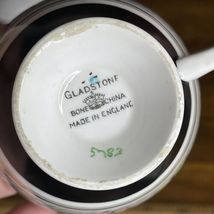 GLADSTONE
BONE CHINA
MADE IN ENGLAND
5782